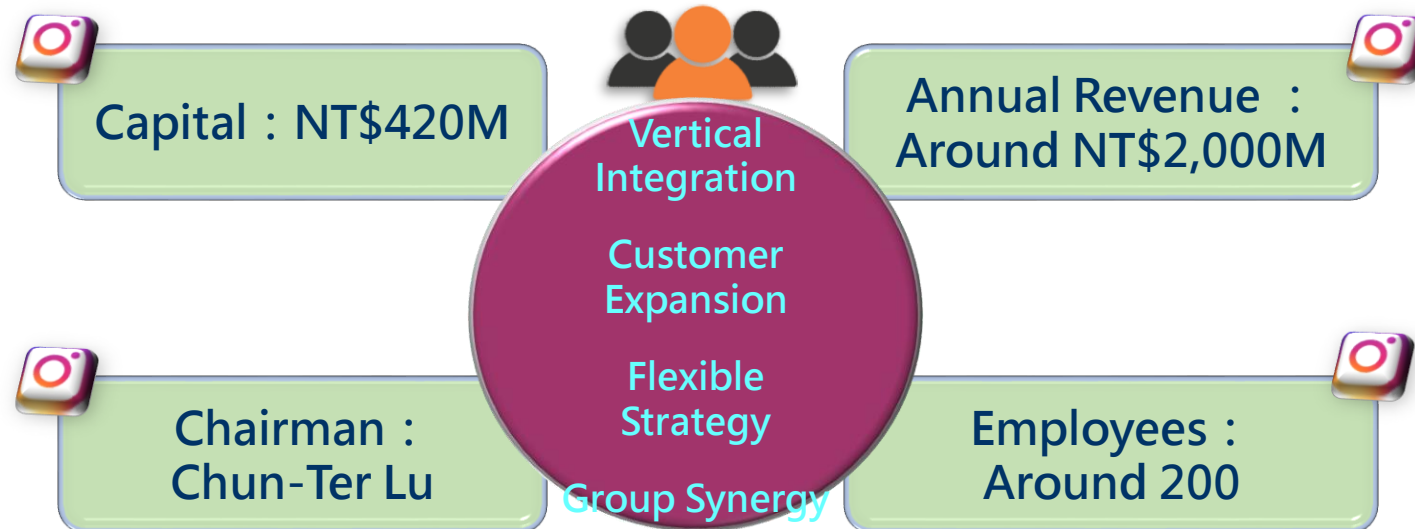 Capital：NT$420M
Annual Revenue ：
Around NT$2,000M
Vertical
Integration
Customer
Expansion
Flexible
Strategy
Group Synergy
Chairman：
Chun-Ter Lu
Employees：
Around 200